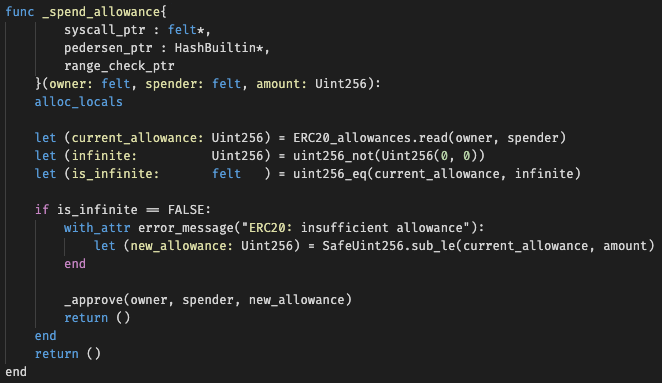 func _spend_allowance{
        syscall_ptr : felt*,
        pedersen_ptr : HashBuiltin*,
        range_check_ptr
    }(owner: felt, spender: felt, amount: Uint256):
    alloc_locals

    let (current_allowance: Uint256) = ERC20_allowances.read(owner, spender)
    let (infinite:          Uint256) = uint256_not(Uint256(0, 0))
    let (is_infinite:       felt   ) = uint256_eq(current_allowance, infinite)

    if is_infinite == FALSE:
        with_attr error_message("ERC20: insufficient allowance"):
            let (new_allowance: Uint256) = SafeUint256.sub_le(current_allowance, amount)
        end

        _approve(owner, spender, new_allowance)
        return ()
    end
    return ()
end